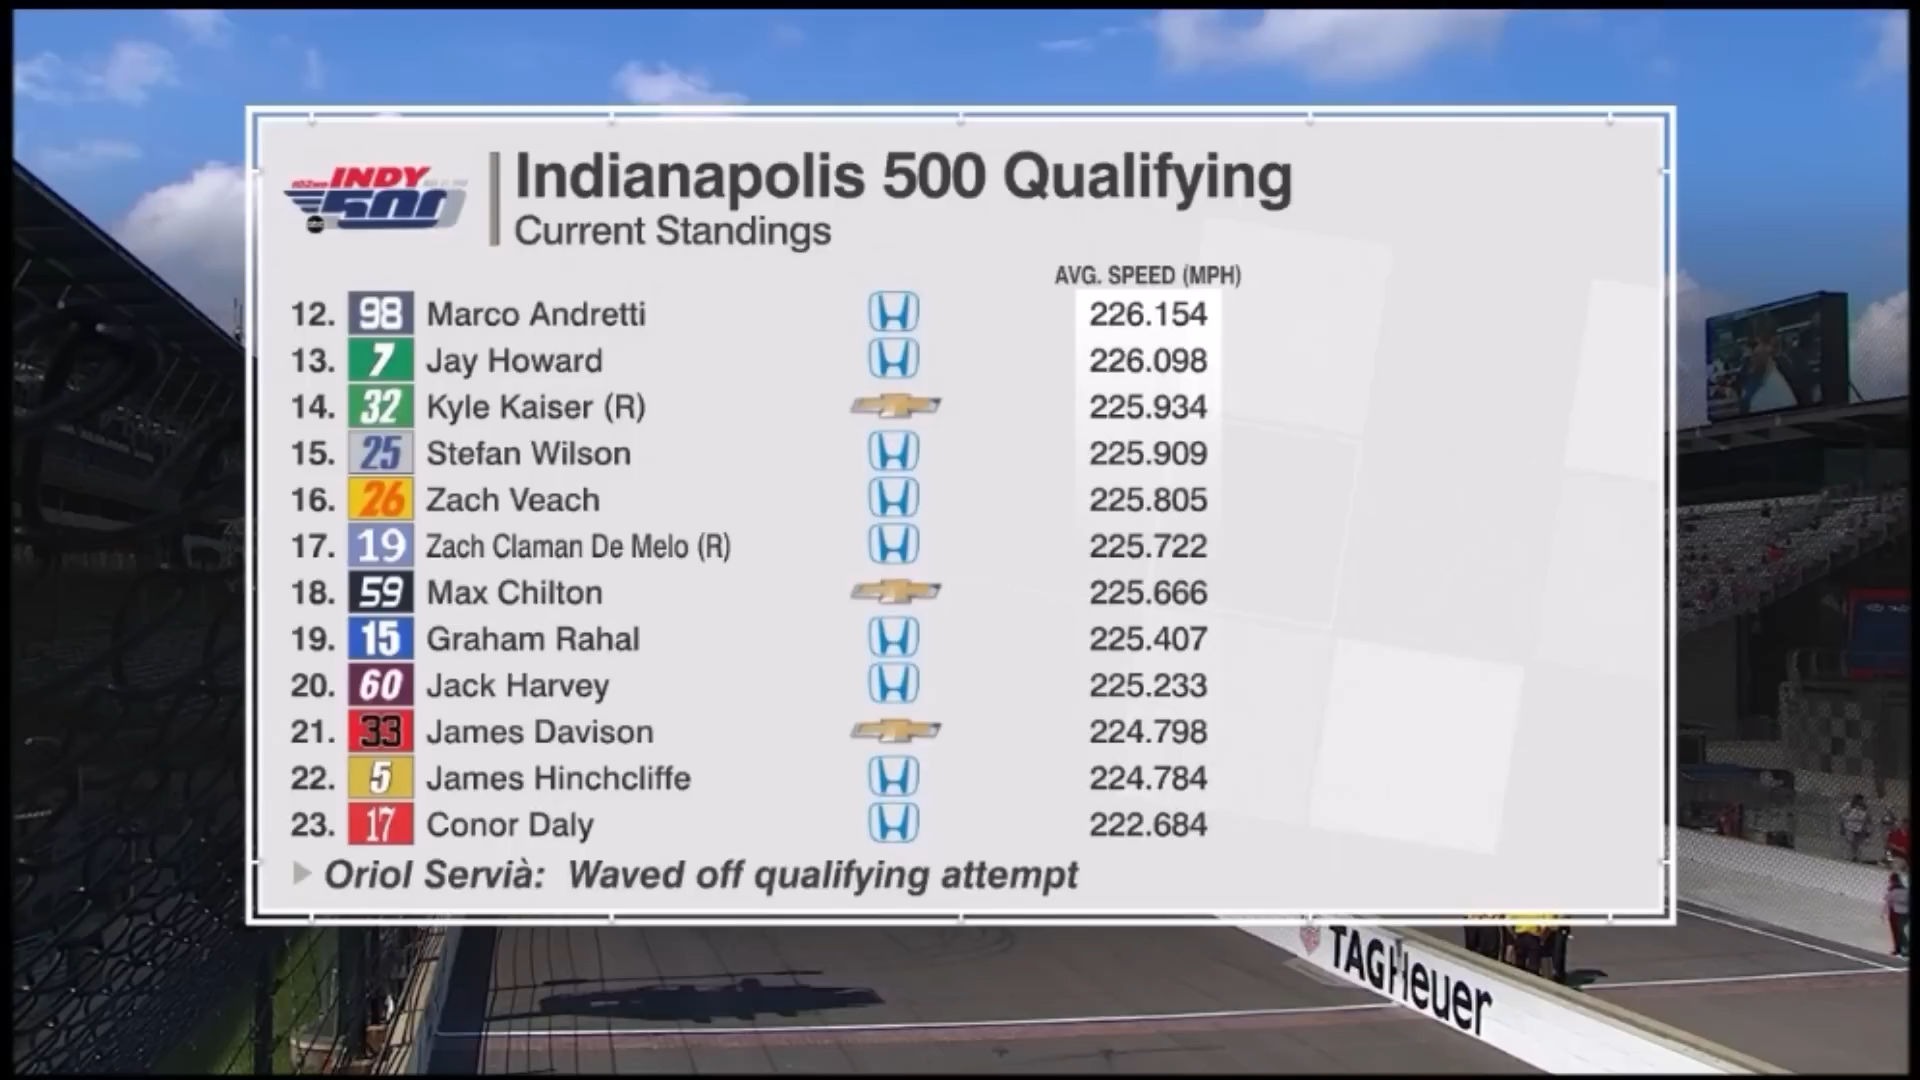 102ND INDY 500
Indianapolis 500 Qualifying
Current Standings
AVG. SPEED (MPH)
12. 98 Marco Andretti 226.154
13. 7 Jay Howard 226.098
14. 32 Kyle Kaiser (R) 225.934
15. 25 Stefan Wilson 225.909
16. 26 Zach Veach 225.805
17. 19 Zach Claman De Melo (R) 225.722
18. 59 Max Chilton 225.666
19. 15 Graham Rahal 225.407
20. 60 Jack Harvey 225.233
21. 33 James Davison 224.798
22. 5 James Hinchcliffe 224.784
23. 17 Conor Daly 222.684
Oriol Servià: Waved off qualifying attempt
TAGHeuer